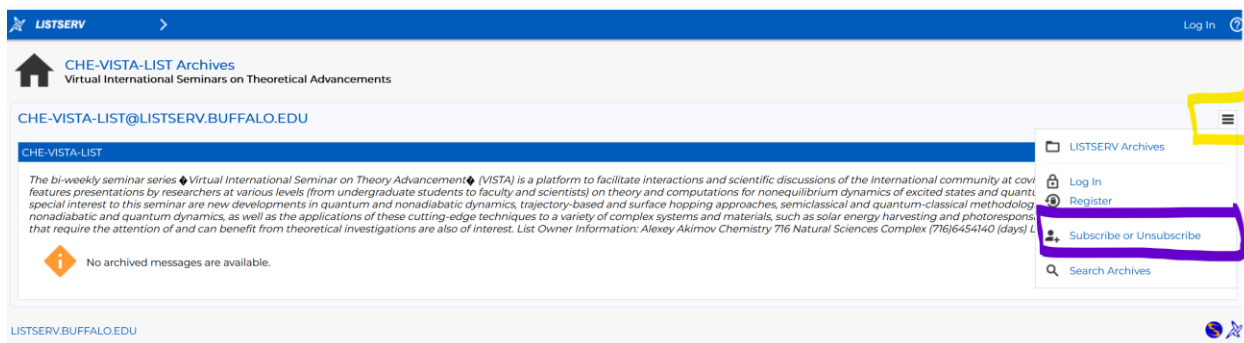 LISTSERV
Log In
CHE-VISTA-LIST Archives
Virtual International Seminars on Theoretical Advancements
CHE-VISTA-LIST@LISTSERV.BUFFALO.EDU
CHE-VISTA-LIST
The bi-weekly seminar series �Virtual International Seminar on Theory Advancement� (VISTA) is a platform to facilitate interactions and scientific discussions of the International community at covi
features presentations by researchers at various levels (from undergraduate students to faculty and scientists) on theory and computations for nonequilibrium dynamics of excited states and quantu
special interest to this seminar are new developments in quantum and nonadiabatic dynamics, trajectory-based and surface hopping approaches, semiclassical and quantum-classical methodolog
nonadiabatic and quantum dynamics, as well as the applications of these cutting-edge techniques to a variety of complex systems and materials, such as solar energy harvesting and photorespons
that require the attention of and can benefit from theoretical investigations are also of interest. List Owner Information: Alexey Akimov Chemistry 716 Natural Sciences Complex (716)6454140 (days) L
No archived messages are available.
LISTSERV Archives
Log In
Register
Subscribe or Unsubscribe
Search Archives
LISTSERV.BUFFALO.EDU